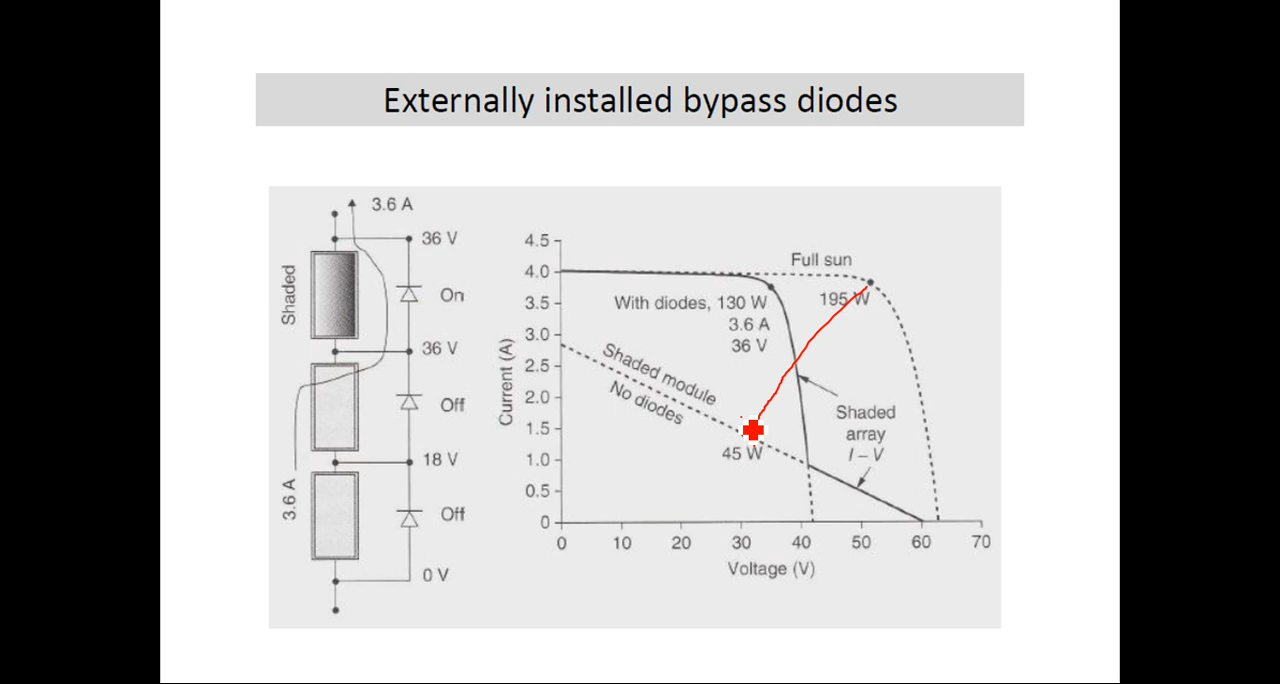 Externally installed bypass diodes
3.6 A
36 V
Shaded
On
36 V
Off
18 V
3.6 A
Off
0 V
4.5
4.0
3.5
3.0
2.5
2.0
1.5
1.0
0.5
0
Current (A)
Full sun
195 W
With diodes, 130 W
3.6 A
36 V
Shaded module
No diodes
45 W
Shaded
array
I – V
0 10 20 30 40 50 60 70
Voltage (V)